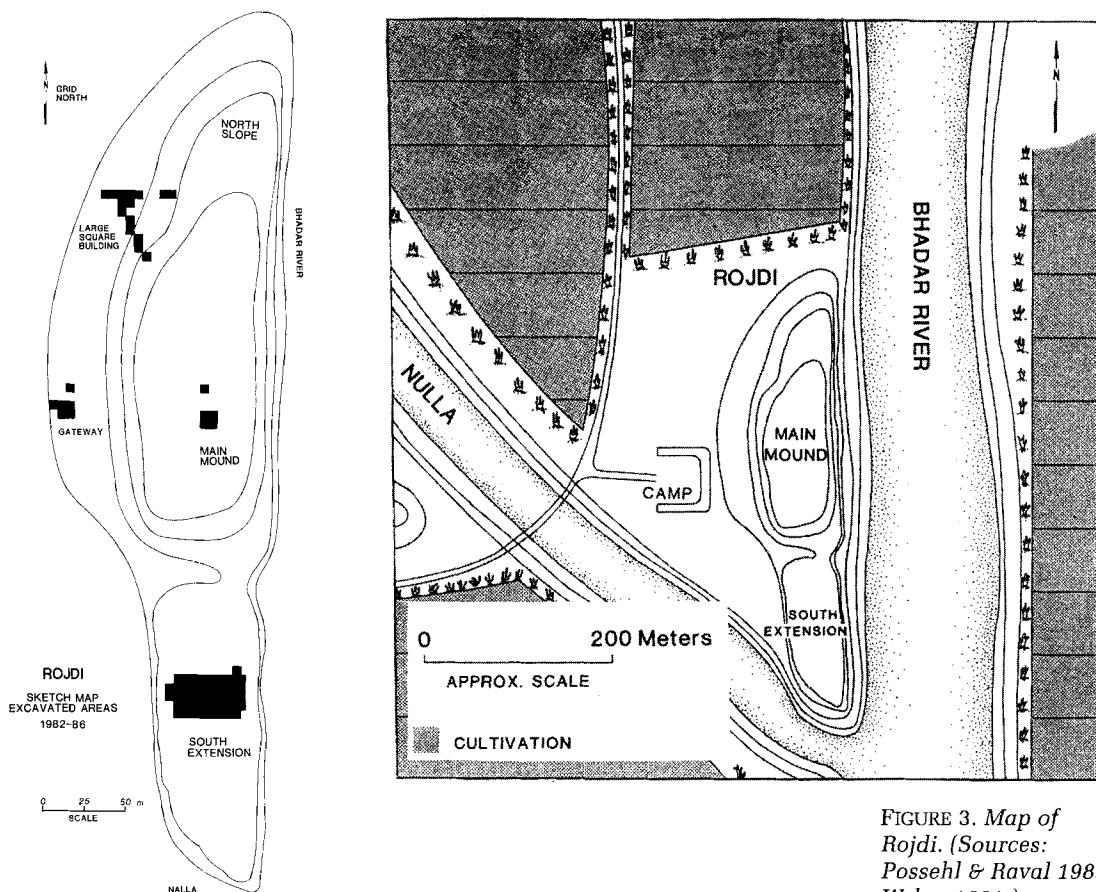 N
GRID
NORTH
NORTH
SLOPE
LARGE
SQUARE
BUILDING
BHADAR RIVER
GATEWAY
MAIN
MOUND
ROJDI
SKETCH MAP
EXCAVATED AREAS
1982-86
SOUTH
EXTENSION
0 25 50 m
SCALE
NALLA
N
ROJDI
BHADAR RIVER
NULLA
MAIN
MOUND
CAMP
SOUTH
EXTENSION
0 200 Meters
APPROX. SCALE
CULTIVATION
FIGURE 3. Map of
Rojdi. (Sources:
Possehl & Raval 198